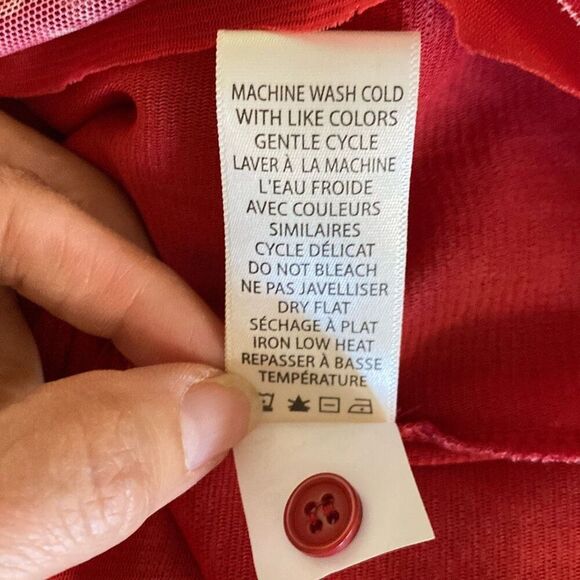 MACHINE WASH COLD
WITH LIKE COLORS
GENTLE CYCLE
LAVER À LA MACHINE
L'EAU FROIDE
AVEC COULEURS
SIMILAIRES
CYCLE DÉLICAT
DO NOT BLEACH
NE PAS JAVELLISER
DRY FLAT
SÉCHAGE À PLAT
IRON LOW HEAT
REPASSER À BASSE
TEMPÉRATURE